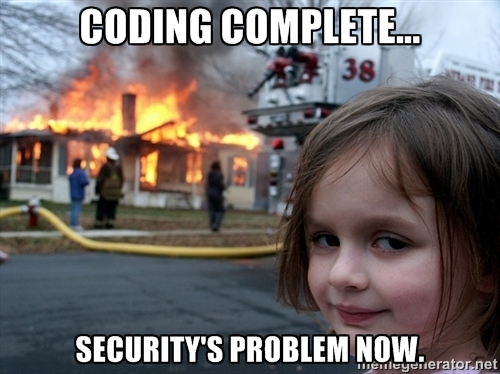 CODING COMPLETE...
38
SECURITY'S PROBLEM NOW.
memegenerator.net